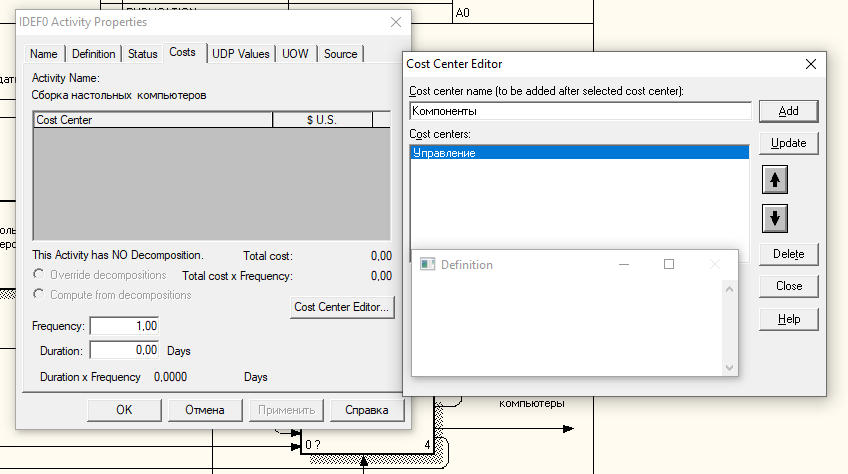 A0
IDEF0 Activity Properties
Name
Definition
Status
Costs
UDP Values
UOW
Source
Activity Name:
Сборка настольных компьютеров
Cost Center
$ U.S.
This Activity has NO Decomposition.
Total cost:
0,00
Override decompositions
Total cost x Frequency:
0,00
Compute from decompositions
Cost Center Editor...
Frequency:
1,00
Duration:
0,00
Days
Duration x Frequency
0,0000
Days
OK
Отмена
Применить
Справка
Cost Center Editor
Cost center name (to be added after selected cost center):
Компоненты
Add
Cost centers:
Update
Управление
Definition
Delete
Close
Help
компьютеры
0 ?
4